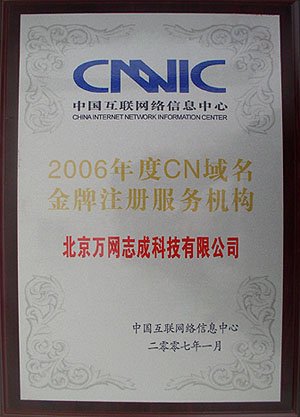 CNNIC
中国互联网络信息中心
CHINA INTERNET NETWORK INFORMATION CENTER
2006年度CN域名
金牌注册服务机构
北京万网志成科技有限公司
中国互联网络信息中心
二零零七年一月